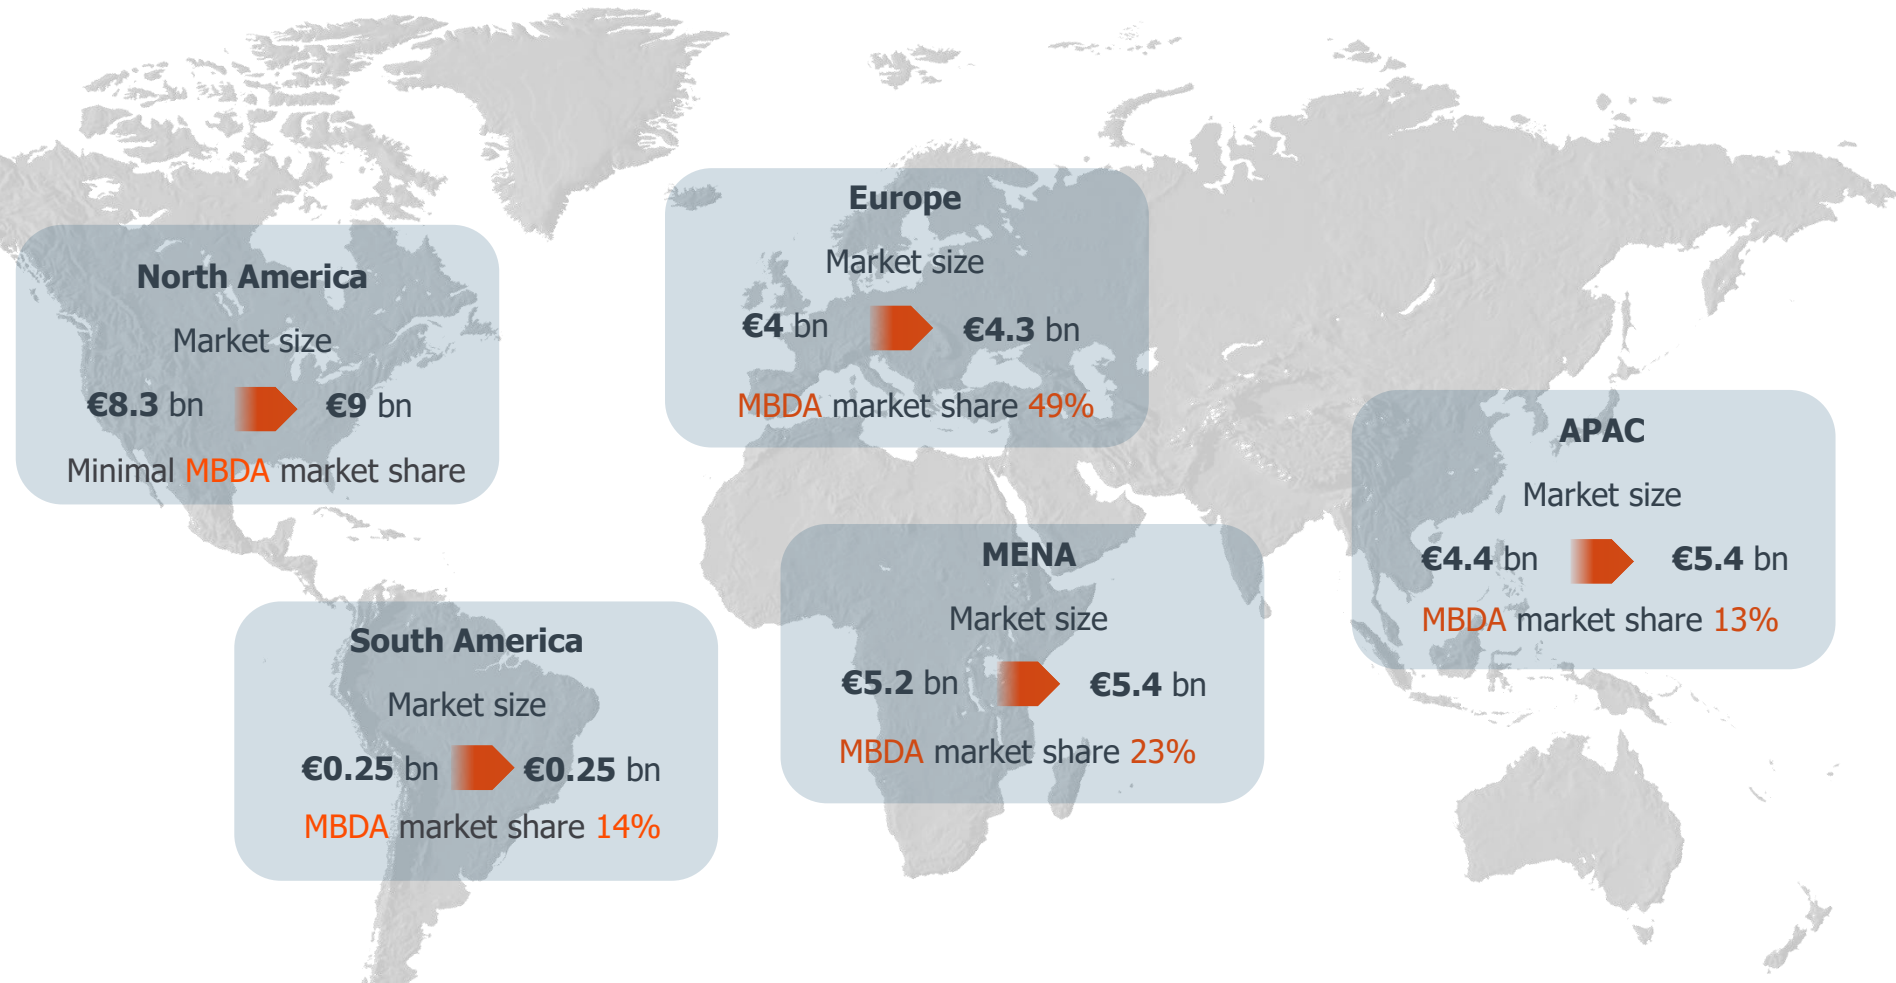 North America
Market size
€8.3 bn €9 bn
Minimal MBDA market share
Europe
Market size
€4 bn €4.3 bn
MBDA market share 49%
APAC
Market size
€4.4 bn €5.4 bn
MBDA market share 13%
MENA
Market size
€5.2 bn €5.4 bn
MBDA market share 23%
South America
Market size
€0.25 bn €0.25 bn
MBDA market share 14%